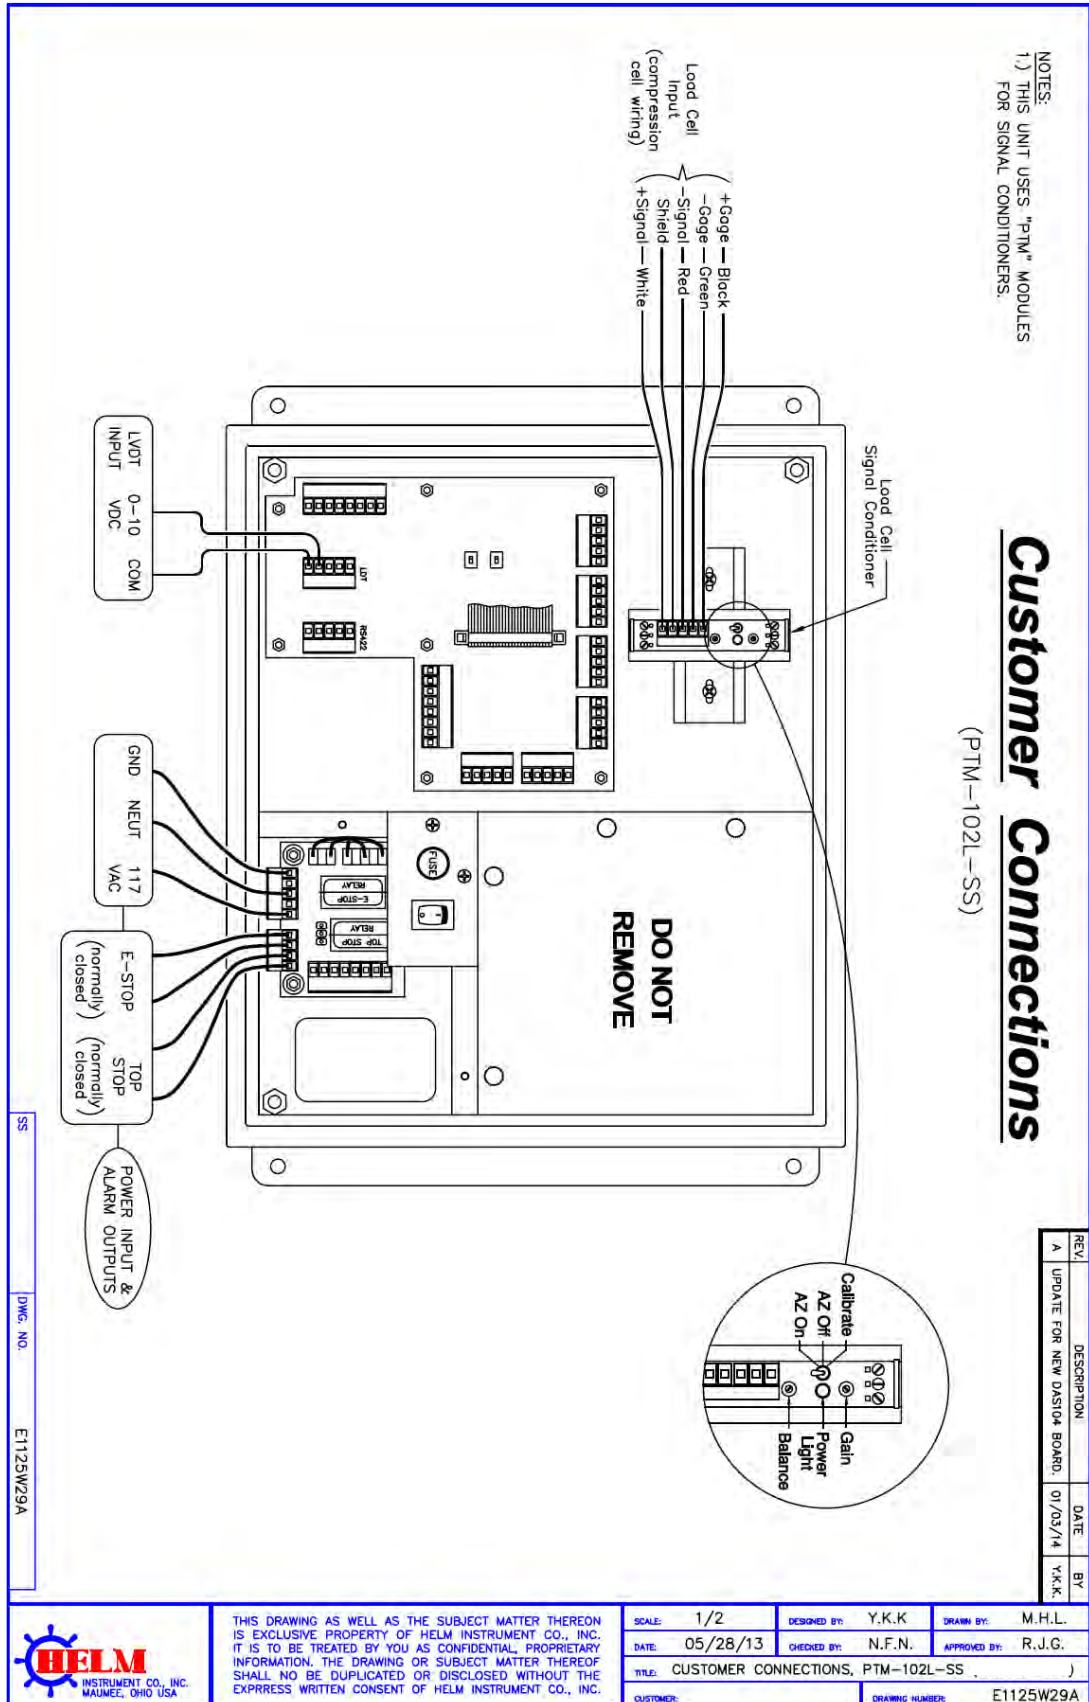 Customer Connections
(PTM-102L-SS)
NOTES:
1.) THIS UNIT USES "PTM" MODULES
FOR SIGNAL CONDITIONERS.
REV.
DESCRIPTION
DATE
BY
A
UPDATE FOR NEW DAS104 BOARD.
01/03/14
Y.K.K.
Load Cell
Signal Conditioner
Load Cell
Input
(compression
cell wiring)
+Gage
Black
-Gage
Green
-Signal
Red
Shield
+Signal
White
Calibrate
AZ Off
AZ On
Gain
Power
Light
Balance
DO NOT
REMOVE
FUSE
E-STOP
RELAY
TOP STOP
RELAY
LDT
RS422
LVDT
INPUT
0-10
VDC
COM
GND
NEUT
117
VAC
E-STOP
(normally
closed)
TOP
STOP
(normally
closed)
POWER INPUT &
ALARM OUTPUTS
SS
DWG. NO.
E1125W29A
HELM
INSTRUMENT CO., INC.
MAUMEE, OHIO USA
THIS DRAWING AS WELL AS THE SUBJECT MATTER THEREON
IS EXCLUSIVE PROPERTY OF HELM INSTRUMENT CO., INC.
IT IS TO BE TREATED BY YOU AS CONFIDENTIAL, PROPRIETARY
INFORMATION. THE DRAWING OR SUBJECT MATTER THEREOF
SHALL NO BE DUPLICATED OR DISCLOSED WITHOUT THE
EXPRRESS WRITTEN CONSENT OF HELM INSTRUMENT CO., INC.
SCALE: 1/2
DESIGNED BY: Y.K.K
DRAWN BY: M.H.L.
DATE: 05/28/13
CHECKED BY: N.F.N.
APPROVED BY: R.J.G.
TITLE: CUSTOMER CONNECTIONS, PTM-102L-SS )
CUSTOMER:
DRAWING NUMBER: E1125W29A